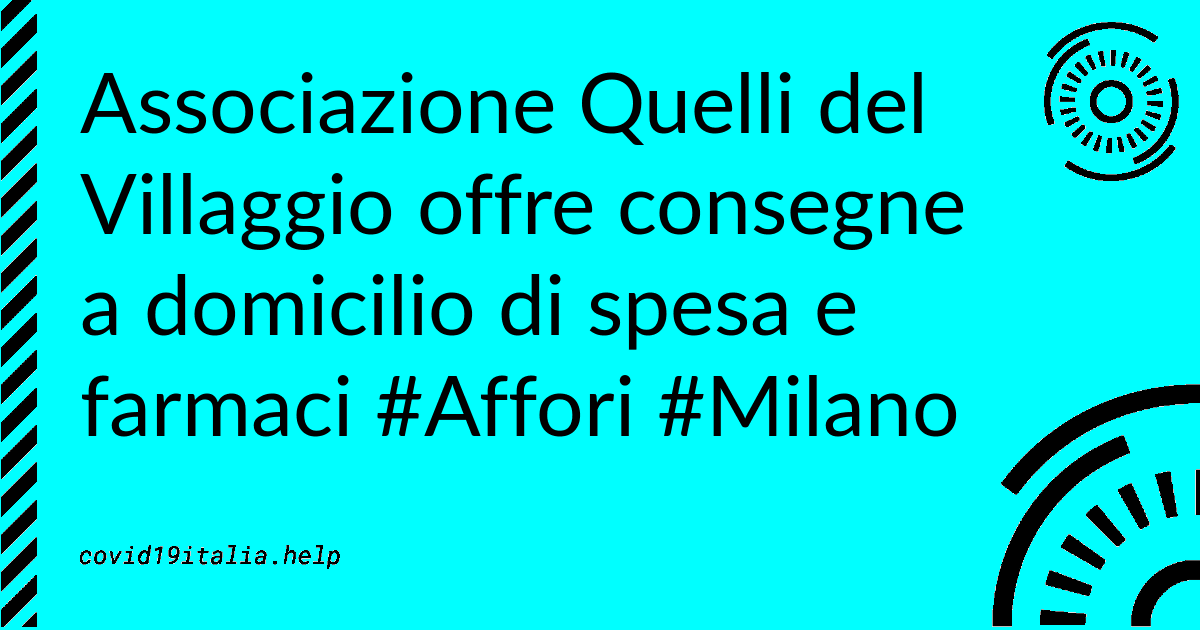 Associazione Quelli del
Villaggio offre consegne
a domicilio di spesa e
farmaci #Affori #Milano
covid19italia.help